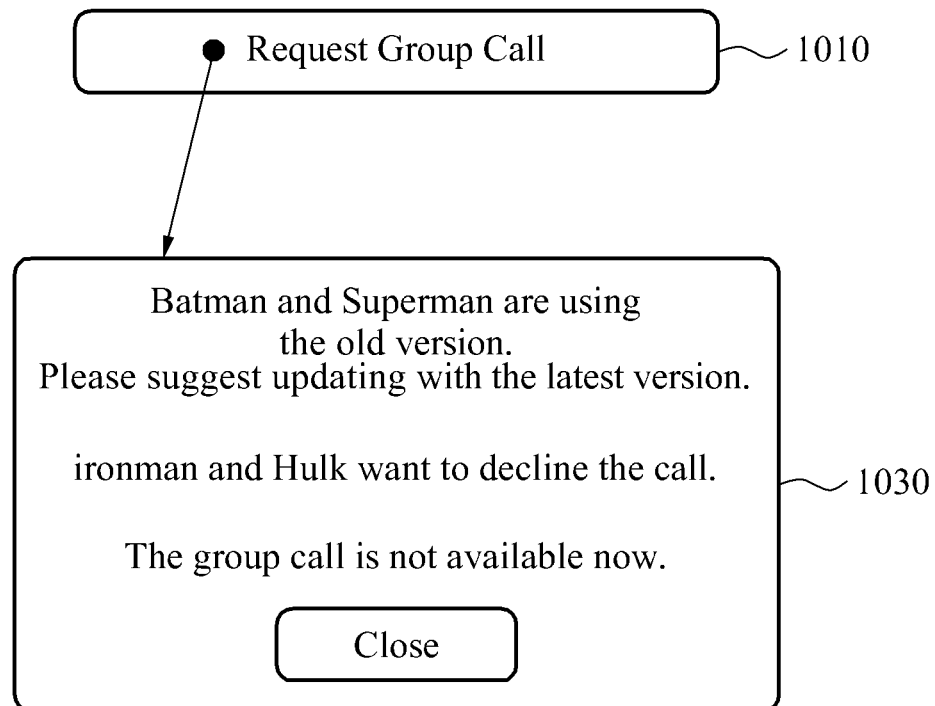 Request Group Call
1010
Batman and Superman are using
the old version.
Please suggest updating with the latest version.
ironman and Hulk want to decline the call.
1030
The group call is not available now.
Close